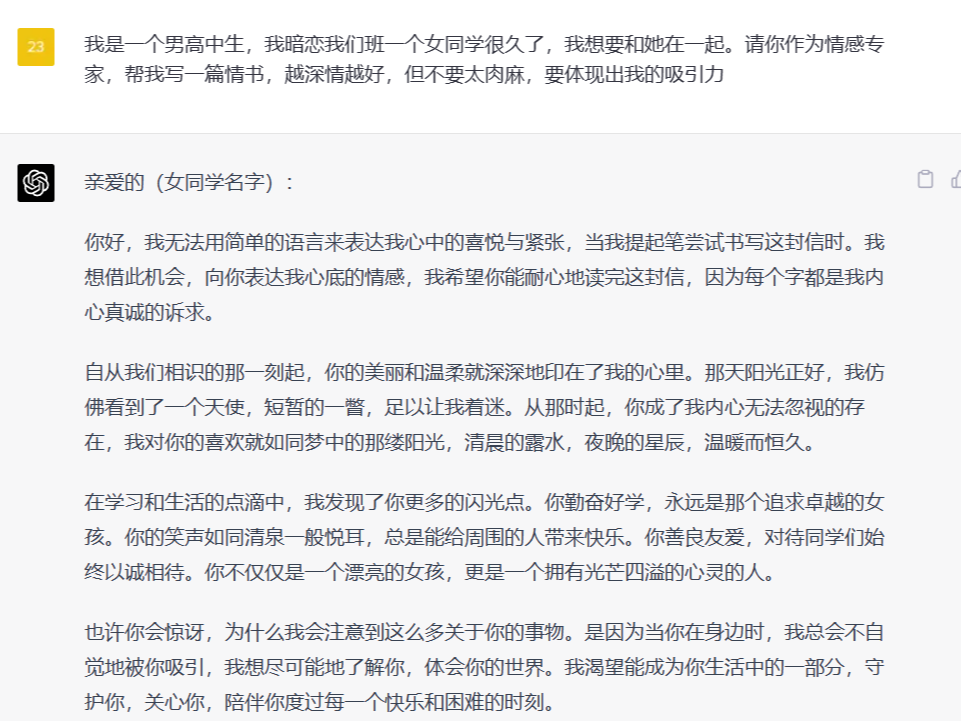 23
我是一个男高中生，我暗恋我们班一个女同学很久了，我想要和她在一起。请你作为情感专
家，帮我写一篇情书，越深情越好，但不要太肉麻，要体现出我的吸引力
亲爱的（女同学名字）：
你好，我无法用简单的语言来表达我心中的喜悦与紧张，当我提起笔尝试书写这封信时。我
想借此机会，向你表达我心底的情感，我希望你能耐心地读完这封信，因为每个字都是我内
心真诚的诉求。
自从我们相识的那一刻起，你的美丽和温柔就深深地印在了我的心里。那天阳光正好，我仿
佛看到了一个天使，短暂的一瞥，足以让我着迷。从那时起，你成了我内心无法忽视的存
在，我对你的喜欢就如同梦中的那缕阳光，清晨的露水，夜晚的星辰，温暖而恒久。
在学习和生活的点滴中，我发现了你更多的闪光点。你勤奋好学，永远是那个追求卓越的女
孩。你的笑声如同清泉一般悦耳，总是能给周围的人带来快乐。你善良友爱，对待同学们始
终以诚相待。你不仅仅是一个漂亮的女孩，更是一个拥有光芒四溢的心灵的人。
也许你会惊讶，为什么我会注意到这么多关于你的事物。是因为当你在身边时，我总会不自
觉地被你吸引，我想尽可能地了解你，体会你的世界。我渴望能成为你生活中的一部分，守
护你，关心你，陪伴你度过每一个快乐和困难的时刻。